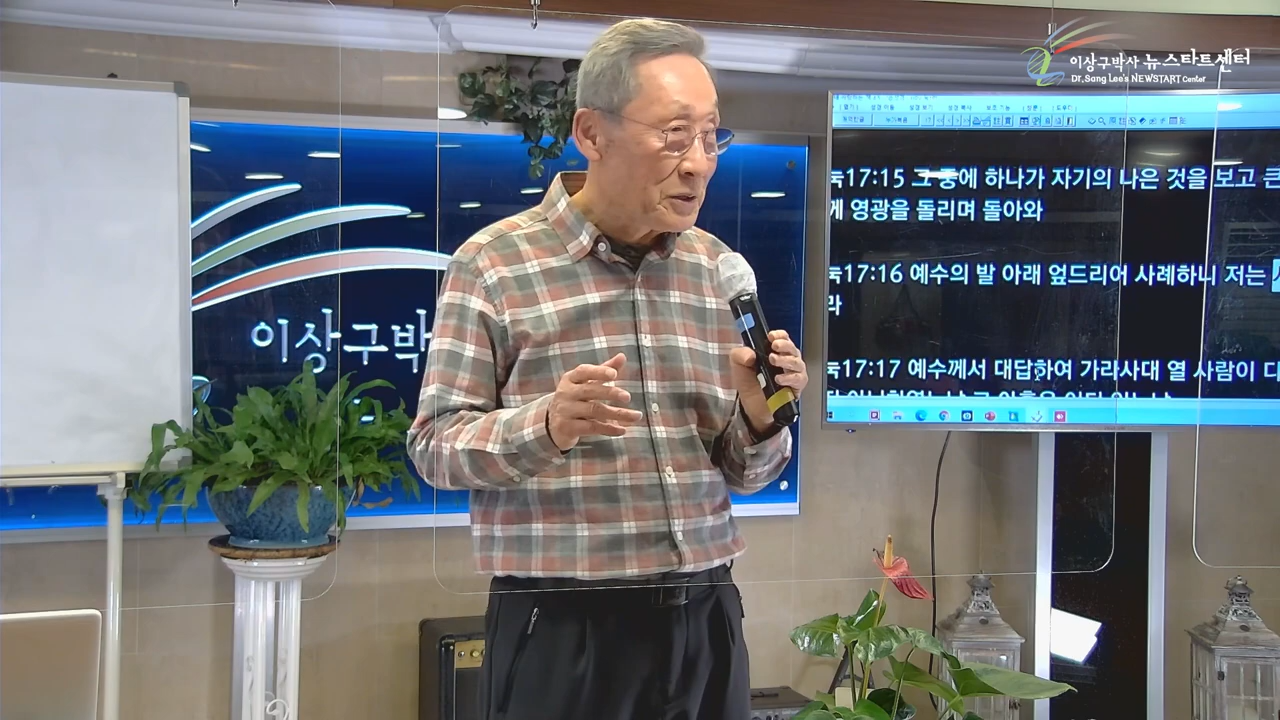 이상구박사 뉴스타트센터
Dr. Sang Lee's NEWSTART Center
이상구박
눅17:15 그 중에 하나가 자기의 나은 것을 보고 큰
께 영광을 돌리며 돌아와
눅17:16 예수의 발 아래 엎드리어 사례하니 저는
라
눅17:17 예수께서 대답하여 가라사대 열 사람이 다